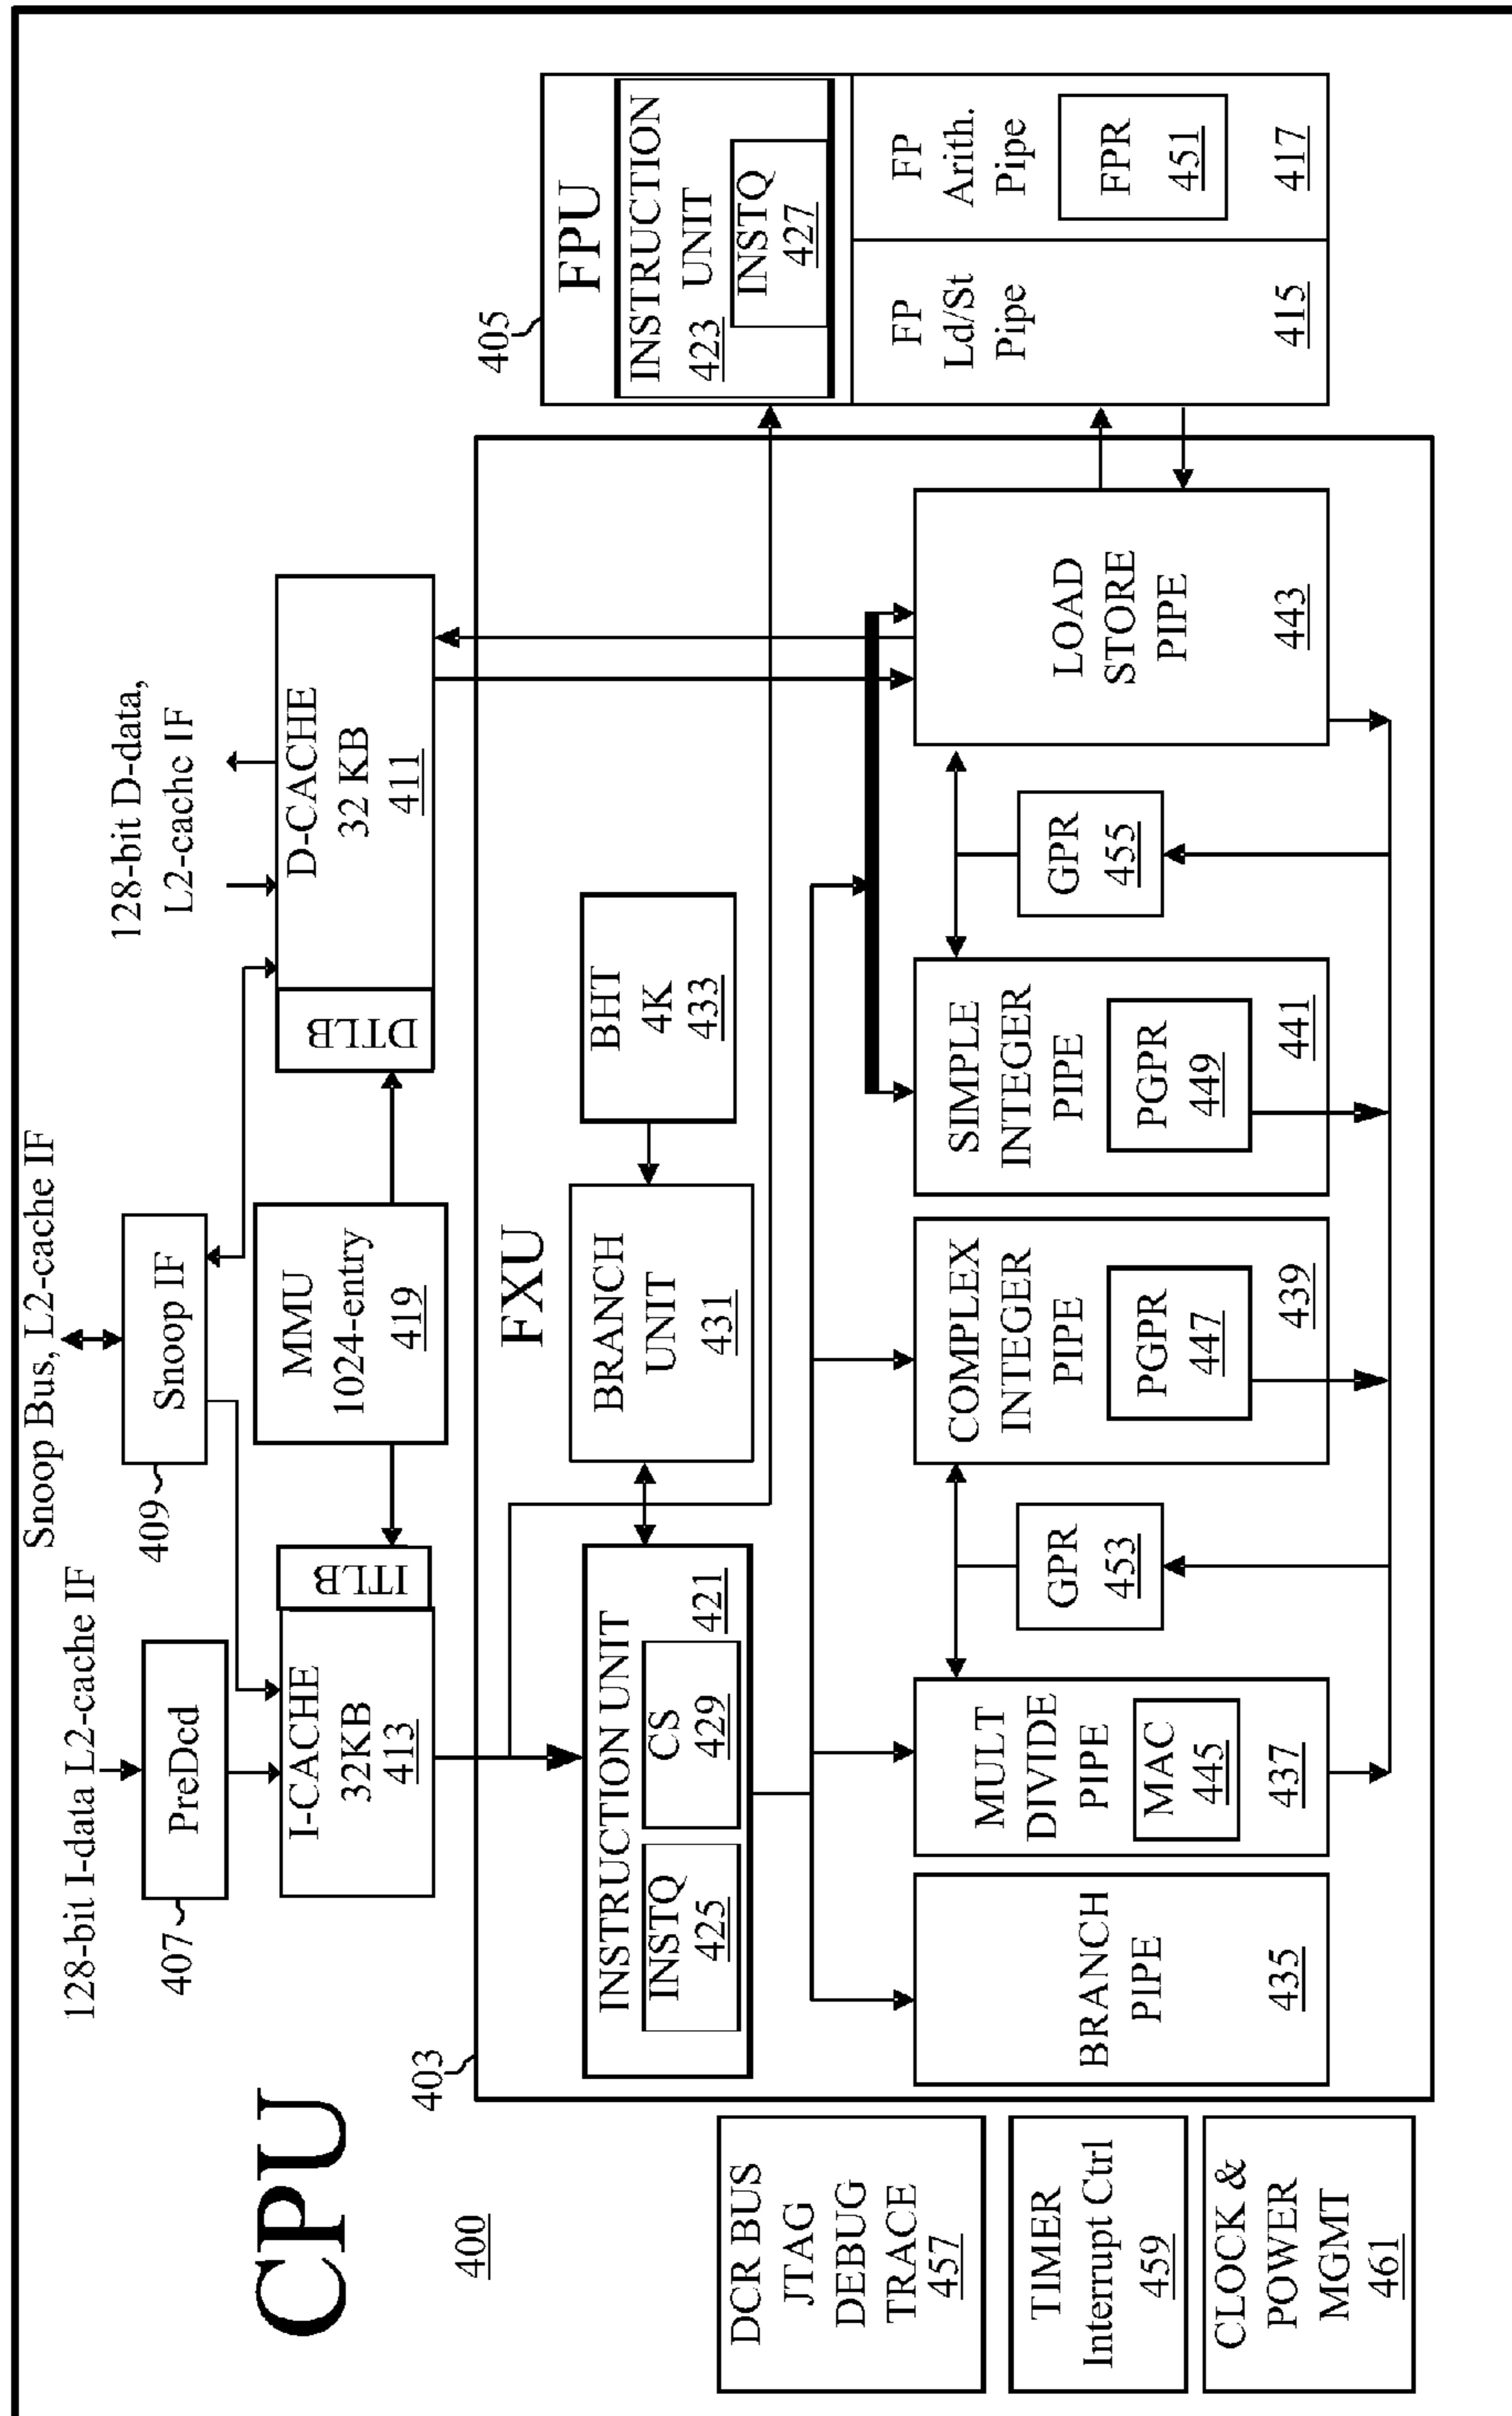 CPU
400
128-bit I-data L2-cache IF
Snoop Bus, L2-cache IF
128-bit D-data,
L2-cache IF
407
PreDcd
409
Snoop IF
I-CACHE
32KB
413
ITLB
MMU
1024-entry
419
DTLB
D-CACHE
32 KB
411
403
FXU
INSTRUCTION UNIT
INSTQ
425
CS
429
421
BRANCH
UNIT
431
BHT
4K
433
405
FPU
INSTRUCTION
UNIT
423
INSTQ
427
FP
Ld/St
Pipe
415
FP
Arith.
Pipe
FPR
451
417
BRANCH
PIPE
435
MULT
DIVIDE
PIPE
MAC
445
437
GPR
453
COMPLEX
INTEGER
PIPE
PGPR
447
439
SIMPLE
INTEGER
PIPE
PGPR
449
441
GPR
455
LOAD
STORE
PIPE
443
DCR BUS
JTAG
DEBUG
TRACE
457
TIMER
Interrupt Ctrl
459
CLOCK &
POWER
MGMT
461